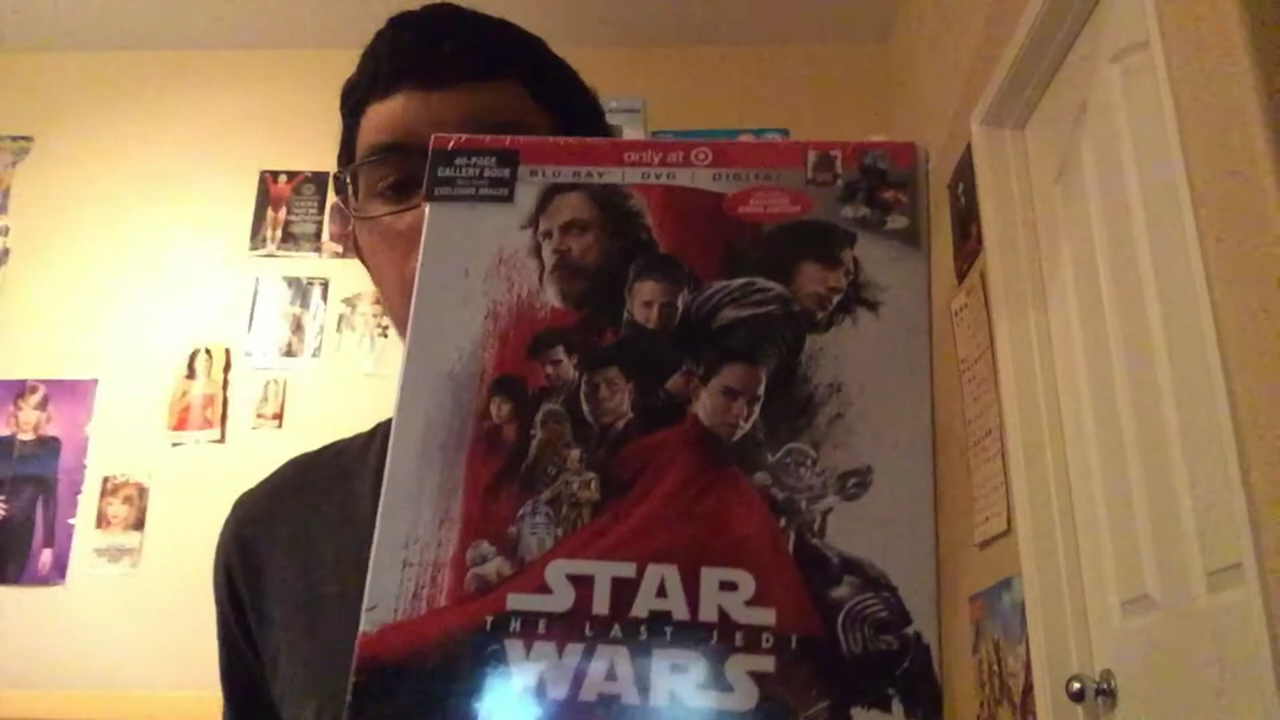 only at
40-PAGE
GALLERY BOOK
EXCLUSIVE IMAGES
BLU-RAY | DVD | DIGITAL
STAR
THE LAST JEDI
WARS